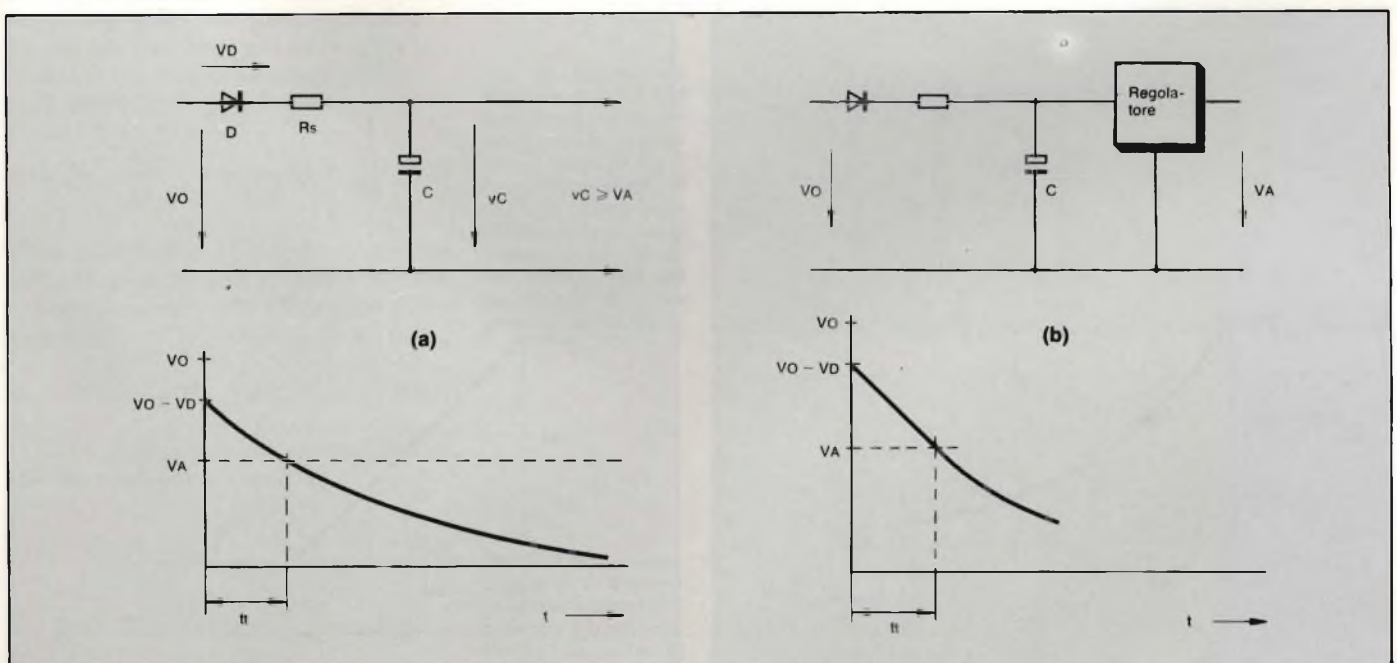 VD
D
Rs
VO
C
vC
vC ⩾ VA
(a)
VO
VO − VD
VA
tt
t
Regola-
tore
VO
C
VA
(b)
VO
VO − VD
VA
tt
t